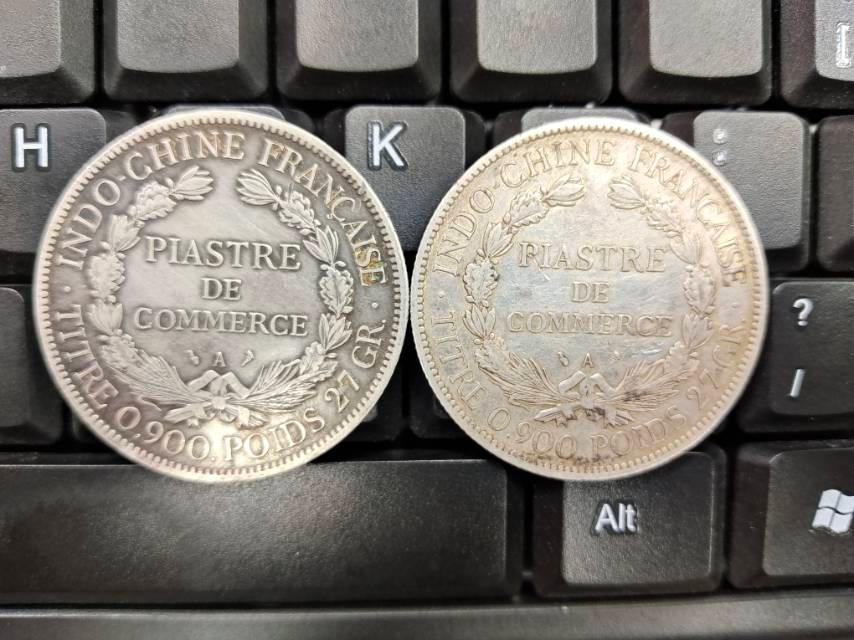 H
K
INDO-CHINE FRANÇAISE
PIASTRE
DE
COMMERCE
A
TITRE 0.900. POIDS 27 GR.
INDO-CHINE FRANÇAISE
PIASTRE
DE
COMMERCE
A
TITRE 0.900. POIDS 27 GR.
:
;
?
/
Alt